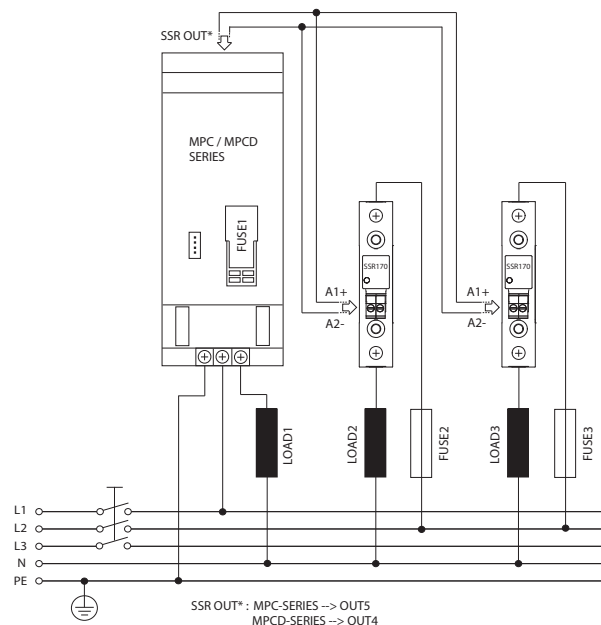 SSR OUT*
MPC / MPCD
SERIES
FUSE1
SSR170
SSR170
A1+
A2-
A1+
A2-
LOAD1
LOAD2
FUSE2
LOAD3
FUSE3
L1
L2
L3
N
PE
SSR OUT* : MPC-SERIES --> OUT5
MPCD-SERIES --> OUT4